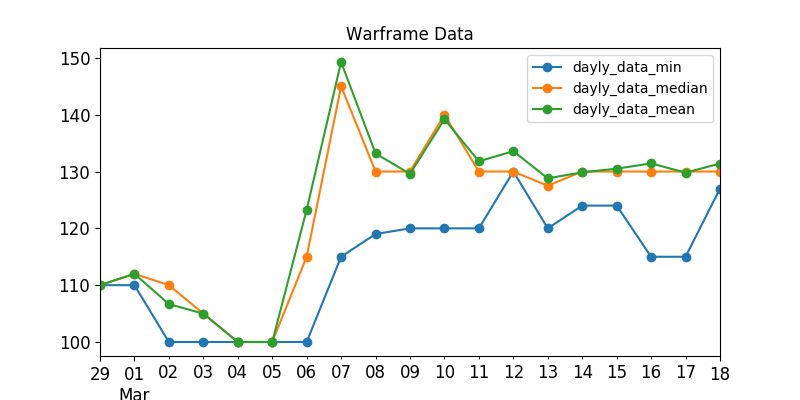 Warframe Data
150
140
130
120
110
100
dayly_data_min
dayly_data_median
dayly_data_mean
29 01 02 03 04 05 06 07 08 09 10 11 12 13 14 15 16 17 18
Mar